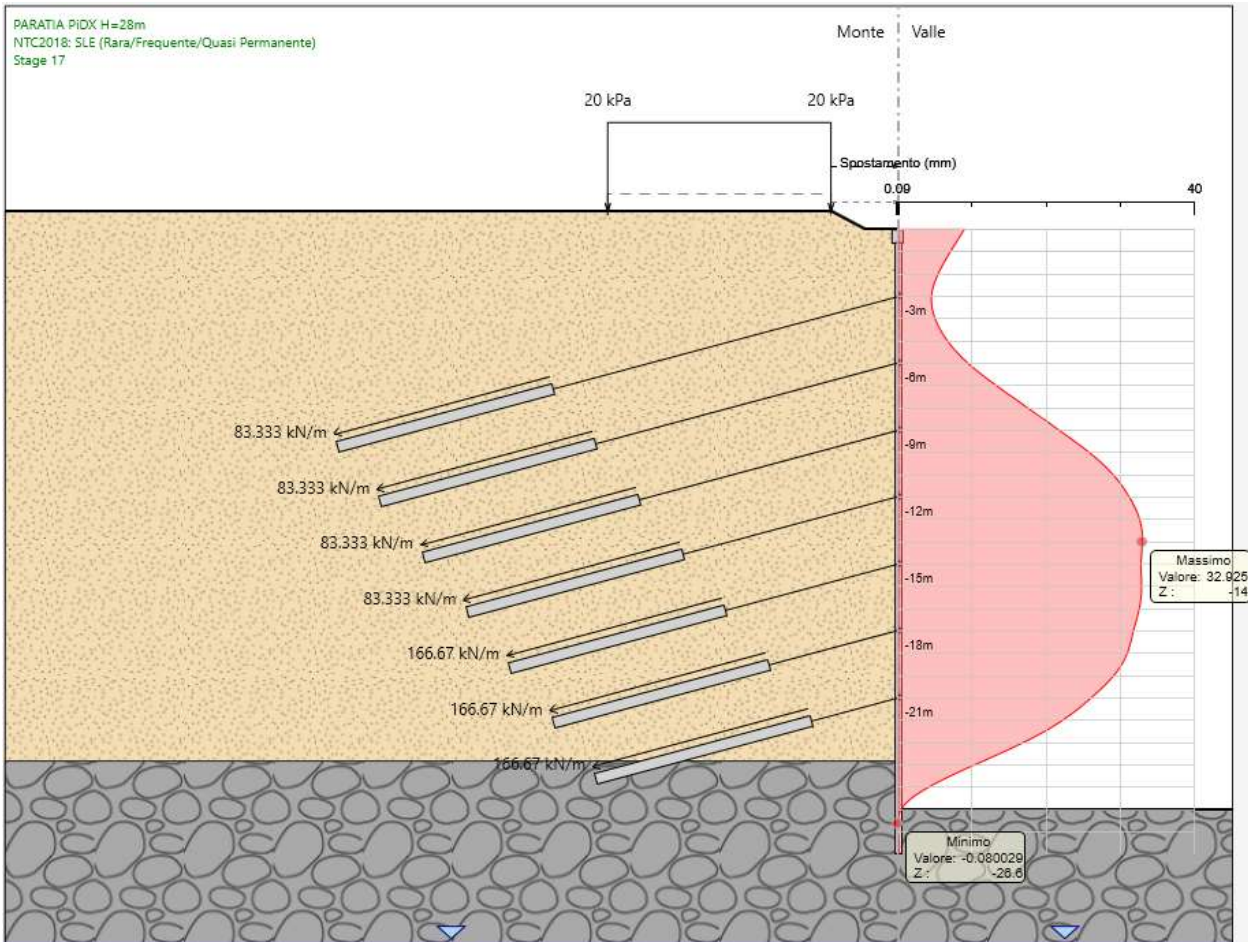 PARATIA PiDX H=28m
NTC2018: SLE (Rara/Frequente/Quasi Permanente)
Stage 17
Monte
Valle
20 kPa
20 kPa
Spostamento (mm)
0.00
40
-3m
-6m
-9m
-12m
-15m
-18m
-21m
83.333 kN/m
83.333 kN/m
83.333 kN/m
83.333 kN/m
166.67 kN/m
166.67 kN/m
166.67 kN/m
Massimo
Valore: 32.925
Z : -14
Minimo
Valore: -0.080029
Z : -26.6